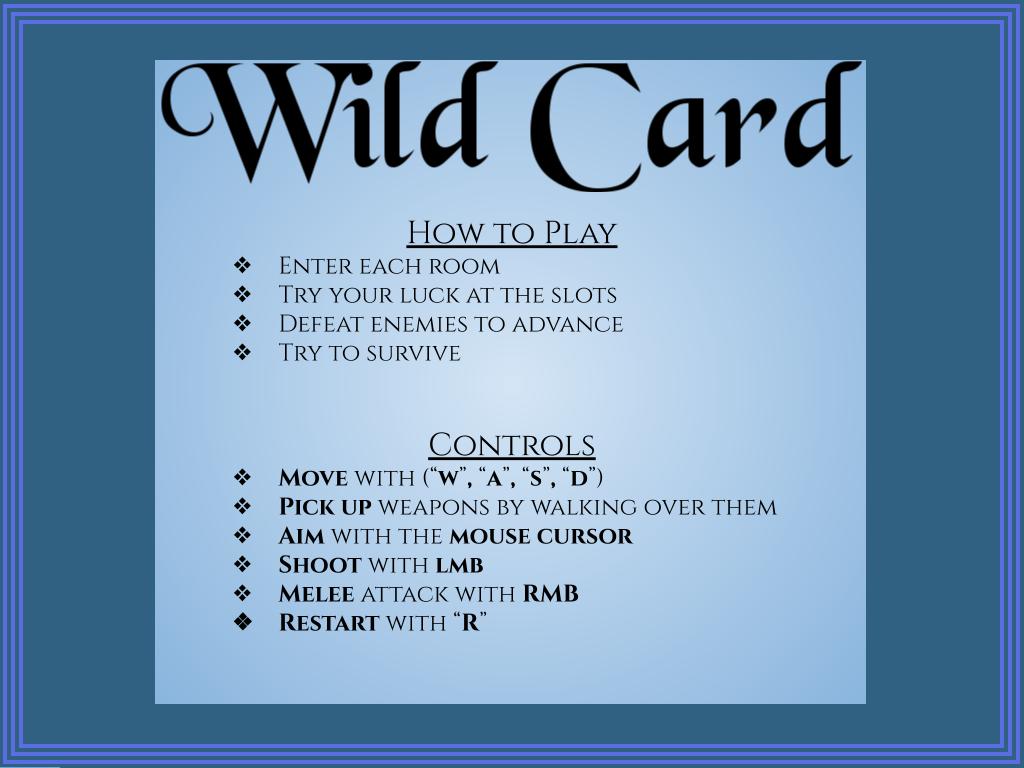 Wild Card
How to Play
❖ Enter each room
❖ Try your luck at the slots
❖ Defeat enemies to advance
❖ Try to survive
Controls
❖ Move with (“w”, “a”, “s”, “d”)
❖ Pick up weapons by walking over them
❖ Aim with the mouse cursor
❖ Shoot with lmb
❖ Melee attack with RMB
❖ Restart with “R”